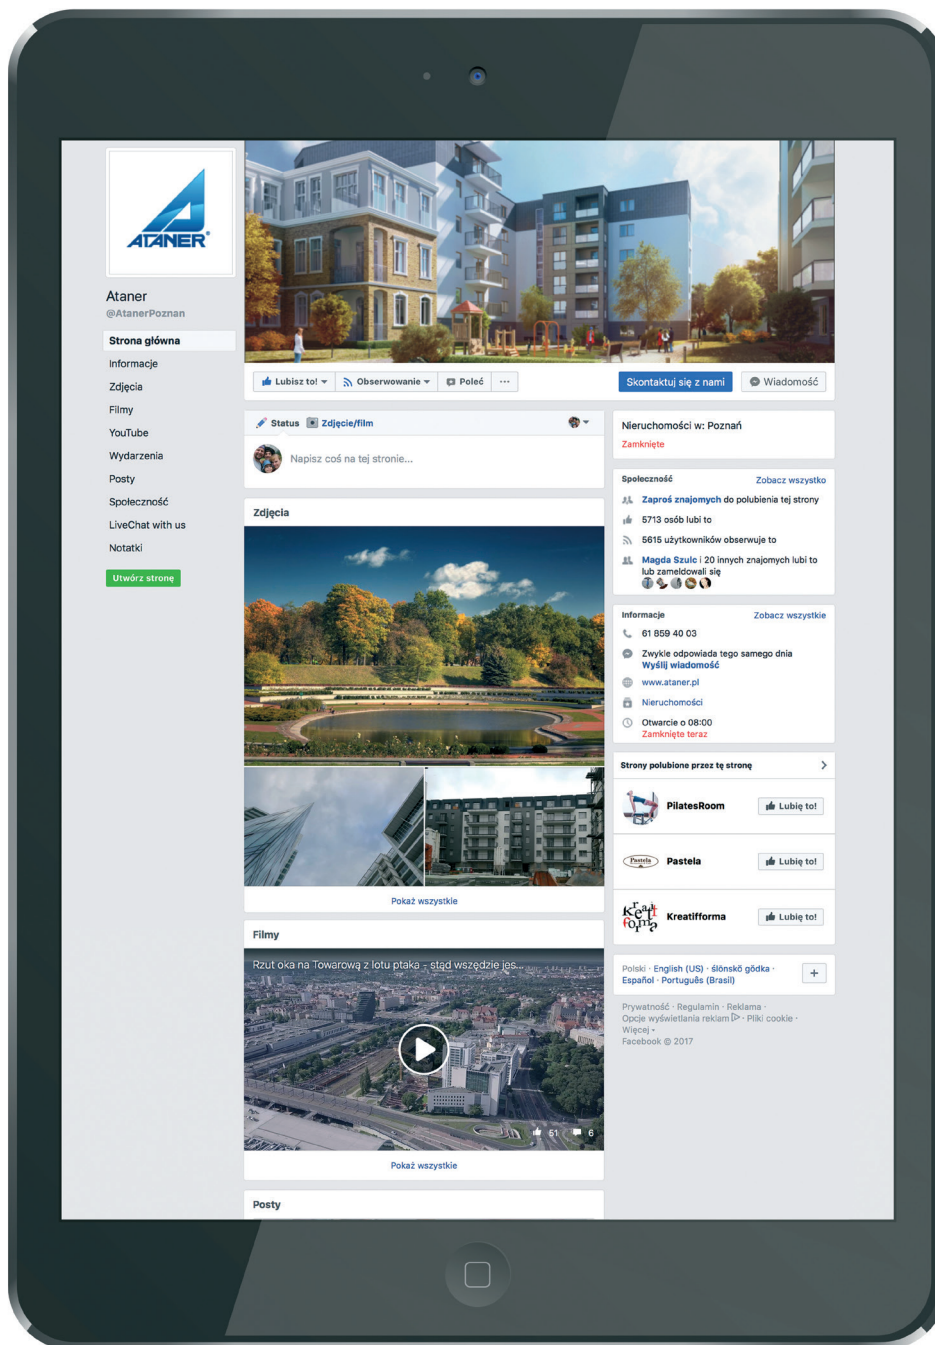 ATANER®
Ataner
@AtanerPoznan
Strona główna
Informacje
Zdjęcia
Filmy
YouTube
Wydarzenia
Posty
Społeczność
LiveChat with us
Notatki
Utwórz stronę
Lubisz to!
Obserwowanie
Poleć
...
Skontaktuj się z nami
Wiadomość
Status
Zdjęcie/film
Napisz coś na tej stronie...
Zdjęcia
Pokaż wszystkie
Filmy
Rzut oka na Towarową z lotu ptaka - stąd wszędzie jes...
51
6
Pokaż wszystkie
Posty
Nieruchomości w: Poznań
Zamknięte
Społeczność
Zobacz wszystko
Zaproś znajomych do polubienia tej strony
5713 osób lubi to
5615 użytkowników obserwuje to
Magda Szulc i 20 innych znajomych lubi to
lub zameldowali się
Informacje
Zobacz wszystkie
61 859 40 03
Zwykle odpowiada tego samego dnia
Wyślij wiadomość
www.ataner.pl
Nieruchomości
Otwarcie o 08:00
Zamknięte teraz
Strony polubione przez tę stronę
PilatesRoom
Lubię to!
Pastela
Pastela
Lubię to!
Kreatifforma
Kreatifforma
Lubię to!
Polski · English (US) · ślōnskŏ gŏdka ·
Español · Português (Brasil)
+
Prywatność · Regulamin · Reklama ·
Opcje wyświetlania reklam · Pliki cookie ·
Więcej
Facebook © 2017